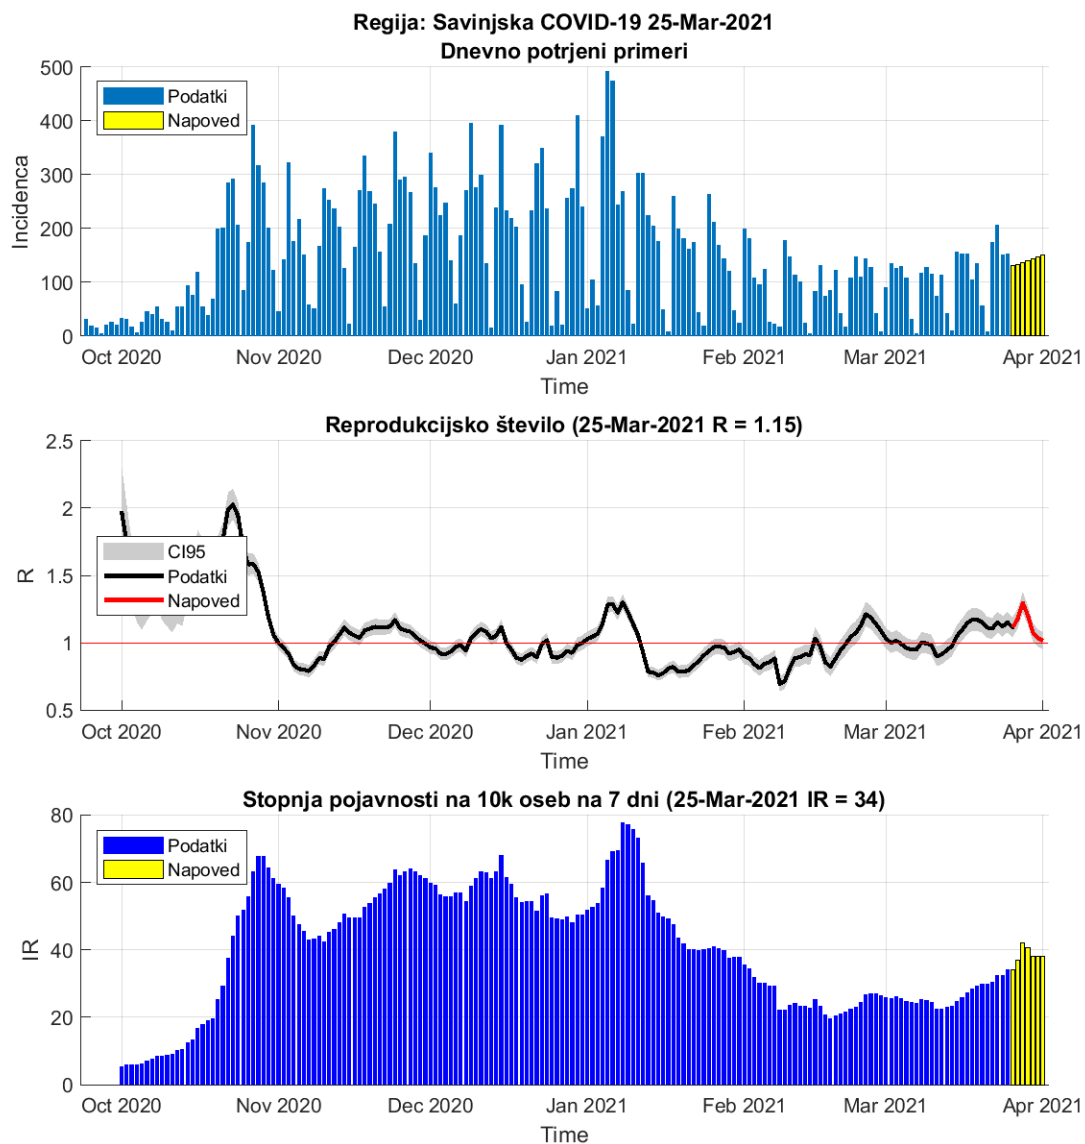 Regija: Savinjska COVID-19 25-Mar-2021
Dnevno potrjeni primeri
500
400
300
200
100
0
Incidenca
Podatki
Napoved
Oct 2020 Nov 2020 Dec 2020 Jan 2021 Feb 2021 Mar 2021 Apr 2021
Time
Reprodukcijsko število (25-Mar-2021 R = 1.15)
2.5
2
1.5
1
0.5
R
CI95
Podatki
Napoved
Oct 2020 Nov 2020 Dec 2020 Jan 2021 Feb 2021 Mar 2021 Apr 2021
Time
Stopnja pojavnosti na 10k oseb na 7 dni (25-Mar-2021 IR = 34)
80
60
40
20
0
IR
Podatki
Napoved
Oct 2020 Nov 2020 Dec 2020 Jan 2021 Feb 2021 Mar 2021 Apr 2021
Time